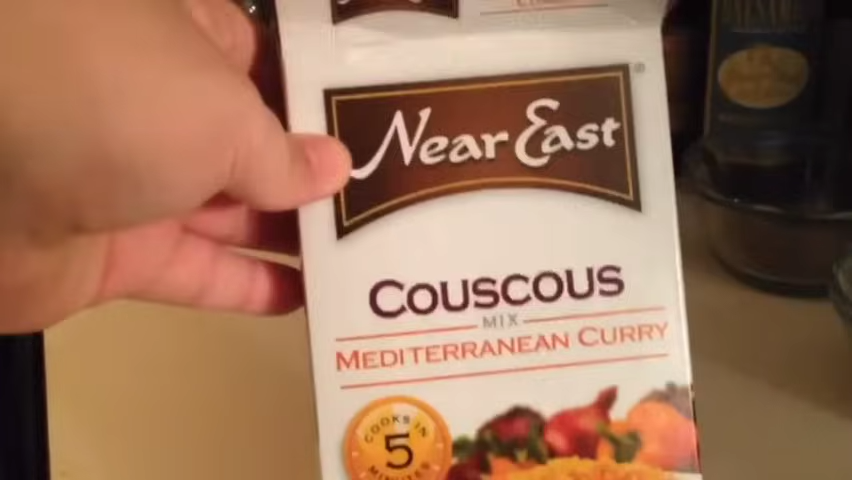 Near East
®
COUSCOUS
MIX
MEDITERRANEAN CURRY
COOKS IN
5
MINUTES